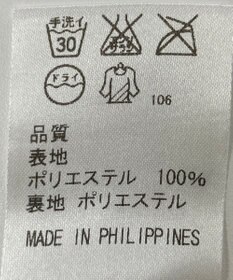 手洗イ
30
エンソ
サラシ
ドライ
106
品質
表地
ポリエステル 100%
裏地 ポリエステル
MADE IN PHILIPPINES